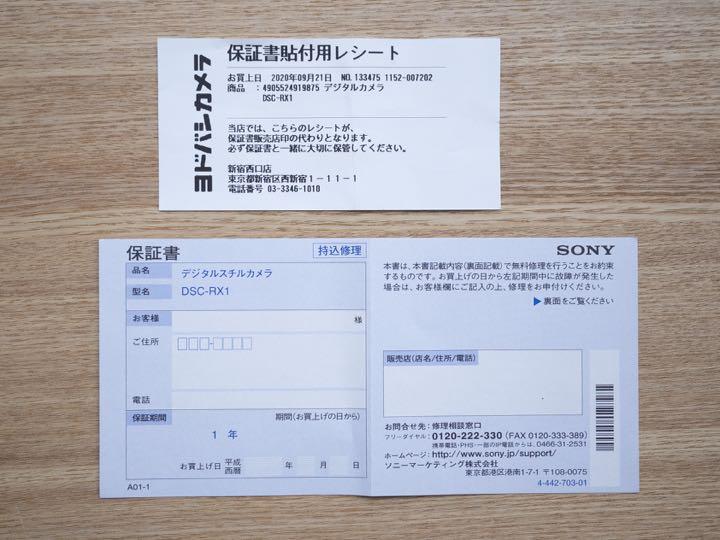 ヨドバシカメラ
保証書貼付用レシート
お買上日 2020年09月21日 NO.133475 1152-007202
商品 :4905524919875 デジタルカメラ
DSC-RX1
当店では、こちらのレシートが、
保証書販売店印の代わりとなります。
必ず保証書と一緒に大切に保管してください。
新宿西口店
東京都新宿区西新宿1-11-1
電話番号 03-3346-1010
保証書
持込修理
品名 デジタルスチルカメラ
型名 DSC-RX1
お客様 様
ご住所
電話
保証期間 期間(お買上げの日から)
1 年
お買上げ日 平成 西暦 年 月 日
A01-1
SONY
本書は、本書記載内容(裏面記載)で無料修理を行うことをお約束
するものです。お買上げの日から左記期間中に故障が発生した
場合は、お客様欄にご記入の上、修理をお申付けください。
▶裏面をご覧ください
販売店(店名/住所/電話)
お問合せ先:修理相談窓口
フリーダイヤル:0120-222-330 (FAX 0120-333-389)
携帯電話・PHS・一部のIP電話からは、0466-31-2531
ホームページ:http://www.sony.jp/support/
ソニーマーケティング株式会社
東京都港区港南1-7-1 〒108-0075
4-442-703-01